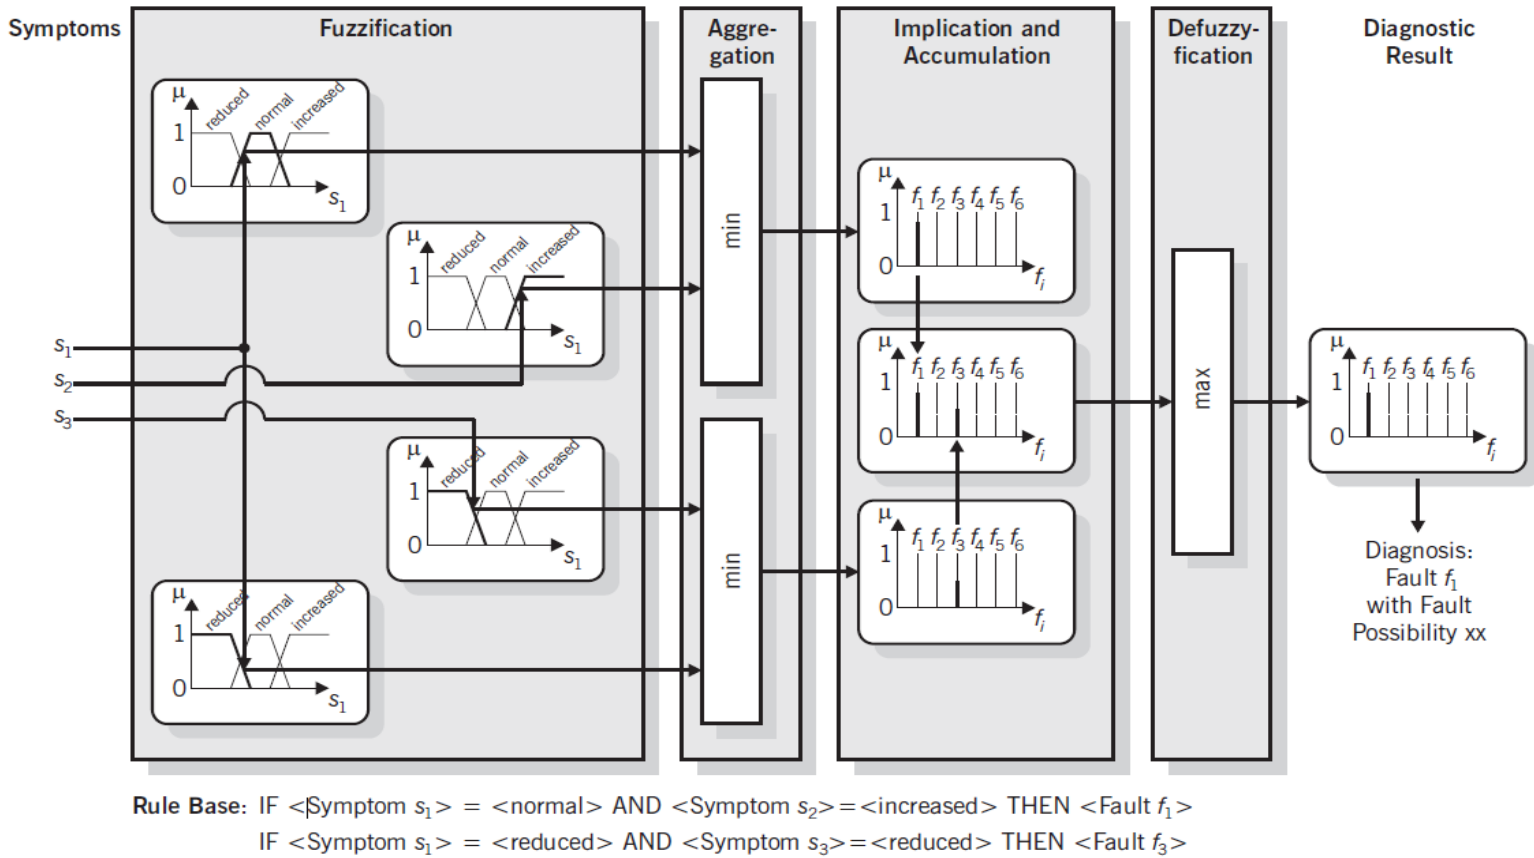 Symptoms
Fuzzification
Aggre-
gation
Implication and
Accumulation
Defuzzy-
fication
Diagnostic
Result
μ
reduced
normal
increased
1
0
s1
μ
reduced
normal
increased
1
0
s1
s1
s2
s3
μ
reduced
normal
increased
1
0
s1
μ
reduced
normal
increased
1
0
s1
min
min
μ
f1 f2 f3 f4 f5 f6
1
0
fi
μ
f1 f2 f3 f4 f5 f6
1
0
fi
μ
f1 f2 f3 f4 f5 f6
1
0
fi
max
μ
f1 f2 f3 f4 f5 f6
1
0
fi
Diagnosis:
Fault f1
with Fault
Possibility xx
Rule Base: IF <Symptom s1> = <normal> AND <Symptom s2>=<increased> THEN <Fault f1>
IF <Symptom s1> = <reduced> AND <Symptom s3>=<reduced> THEN <Fault f3>